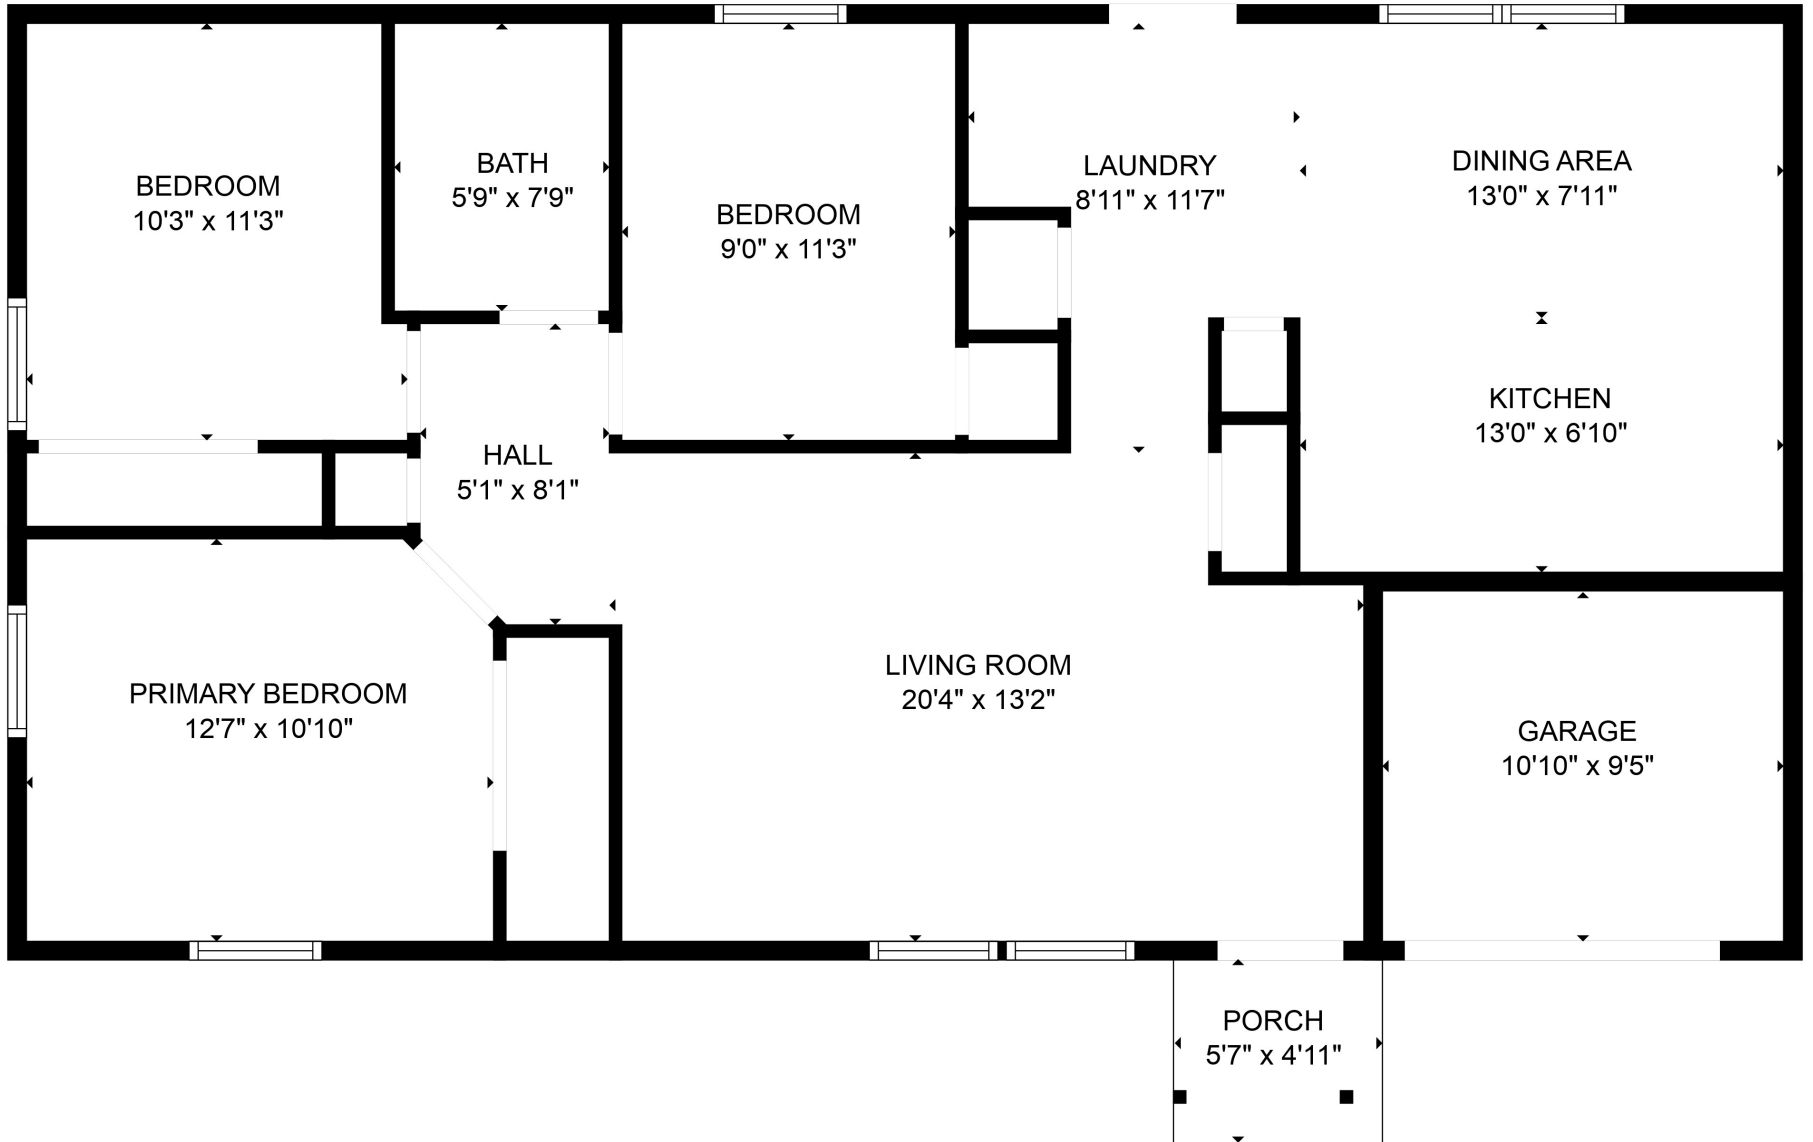 BEDROOM
10'3" x 11'3"
BATH
5'9" x 7'9"
BEDROOM
9'0" x 11'3"
LAUNDRY
8'11" x 11'7"
DINING AREA
13'0" x 7'11"
KITCHEN
13'0" x 6'10"
HALL
5'1" x 8'1"
PRIMARY BEDROOM
12'7" x 10'10"
LIVING ROOM
20'4" x 13'2"
GARAGE
10'10" x 9'5"
PORCH
5'7" x 4'11"